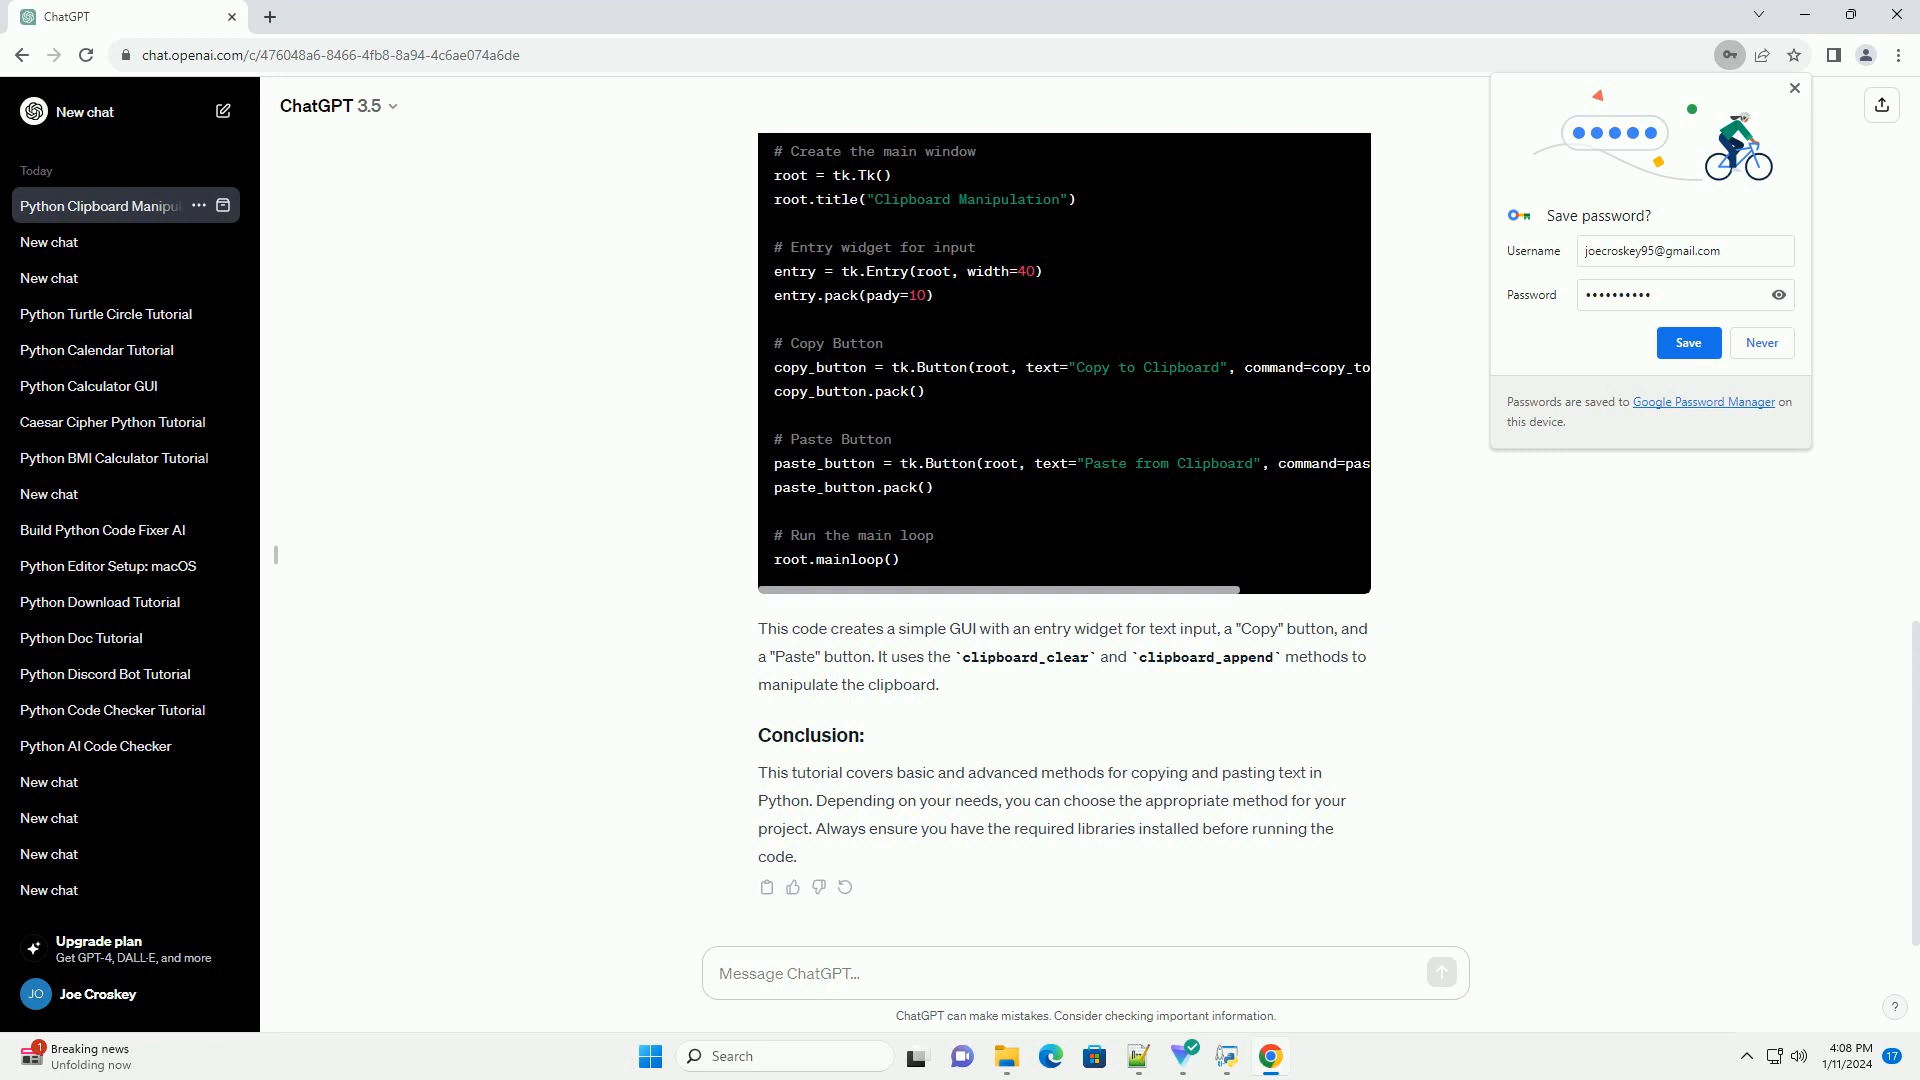 ChatGPT
chat.openai.com/c/476048a6-8466-4fb8-8a94-4c6ae074a6de
New chat
Today
Python Clipboard Manipul
New chat
New chat
Python Turtle Circle Tutorial
Python Calendar Tutorial
Python Calculator GUI
Caesar Cipher Python Tutorial
Python BMI Calculator Tutorial
New chat
Build Python Code Fixer AI
Python Editor Setup: macOS
Python Download Tutorial
Python Doc Tutorial
Python Discord Bot Tutorial
Python Code Checker Tutorial
Python AI Code Checker
New chat
New chat
New chat
New chat
Upgrade plan
Get GPT-4, DALL·E, and more
JO Joe Croskey
ChatGPT 3.5
# Create the main window
root = tk.Tk()
root.title("Clipboard Manipulation")
# Entry widget for input
entry = tk.Entry(root, width=40)
entry.pack(pady=10)
# Copy Button
copy_button = tk.Button(root, text="Copy to Clipboard", command=copy_to
copy_button.pack()
# Paste Button
paste_button = tk.Button(root, text="Paste from Clipboard", command=pas
paste_button.pack()
# Run the main loop
root.mainloop()
This code creates a simple GUI with an entry widget for text input, a "Copy" button, and
a "Paste" button. It uses the `clipboard_clear` and `clipboard_append` methods to
manipulate the clipboard.
Conclusion:
This tutorial covers basic and advanced methods for copying and pasting text in
Python. Depending on your needs, you can choose the appropriate method for your
project. Always ensure you have the required libraries installed before running the
code.
Message ChatGPT...
ChatGPT can make mistakes. Consider checking important information.
?
Save password?
Username joecroskey95@gmail.com
Password ••••••••••
Save Never
Passwords are saved to Google Password Manager on
this device.
1
Breaking news
Unfolding now
Search
4:08 PM
1/11/2024
17